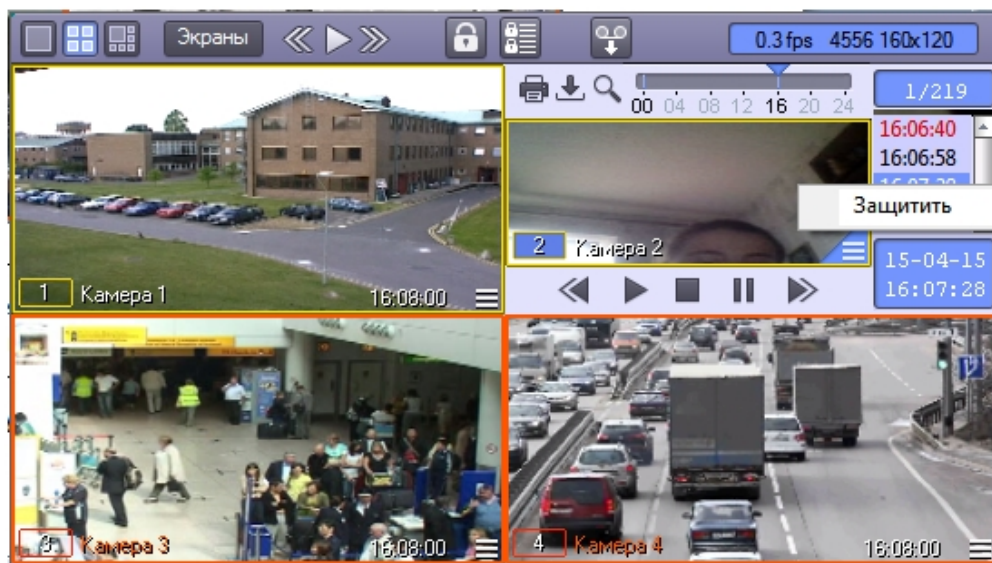 Экраны
0.3 fps 4556 160x120
00 04 08 12 16 20 24
1/219
16:06:40
16:06:58
Защитить
2 Камера 2
15-04-15
16:07:28
1 Камера 1 16:08:00
3 Камера 3 16:08:00
4 Камера 4 16:08:00